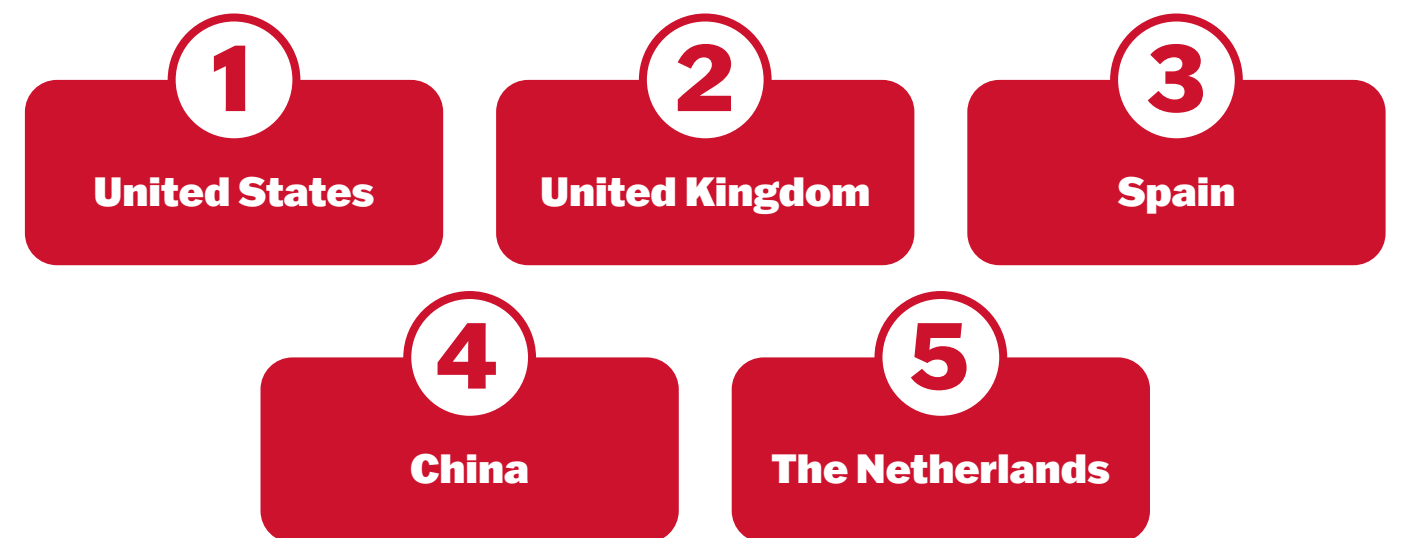 1
United States
2
United Kingdom
3
Spain
4
China
5
The Netherlands